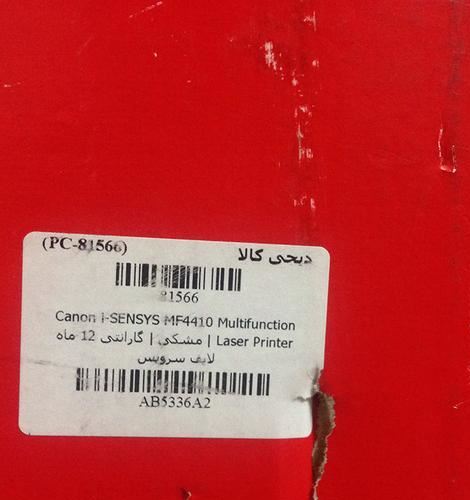 (PC-81566) دیجی کالا
81566
Canon i-SENSYS MF4410 Multifunction
Laser Printer | مشکی | گارانتی 12 ماه
لایف سرویس
AB5336A2